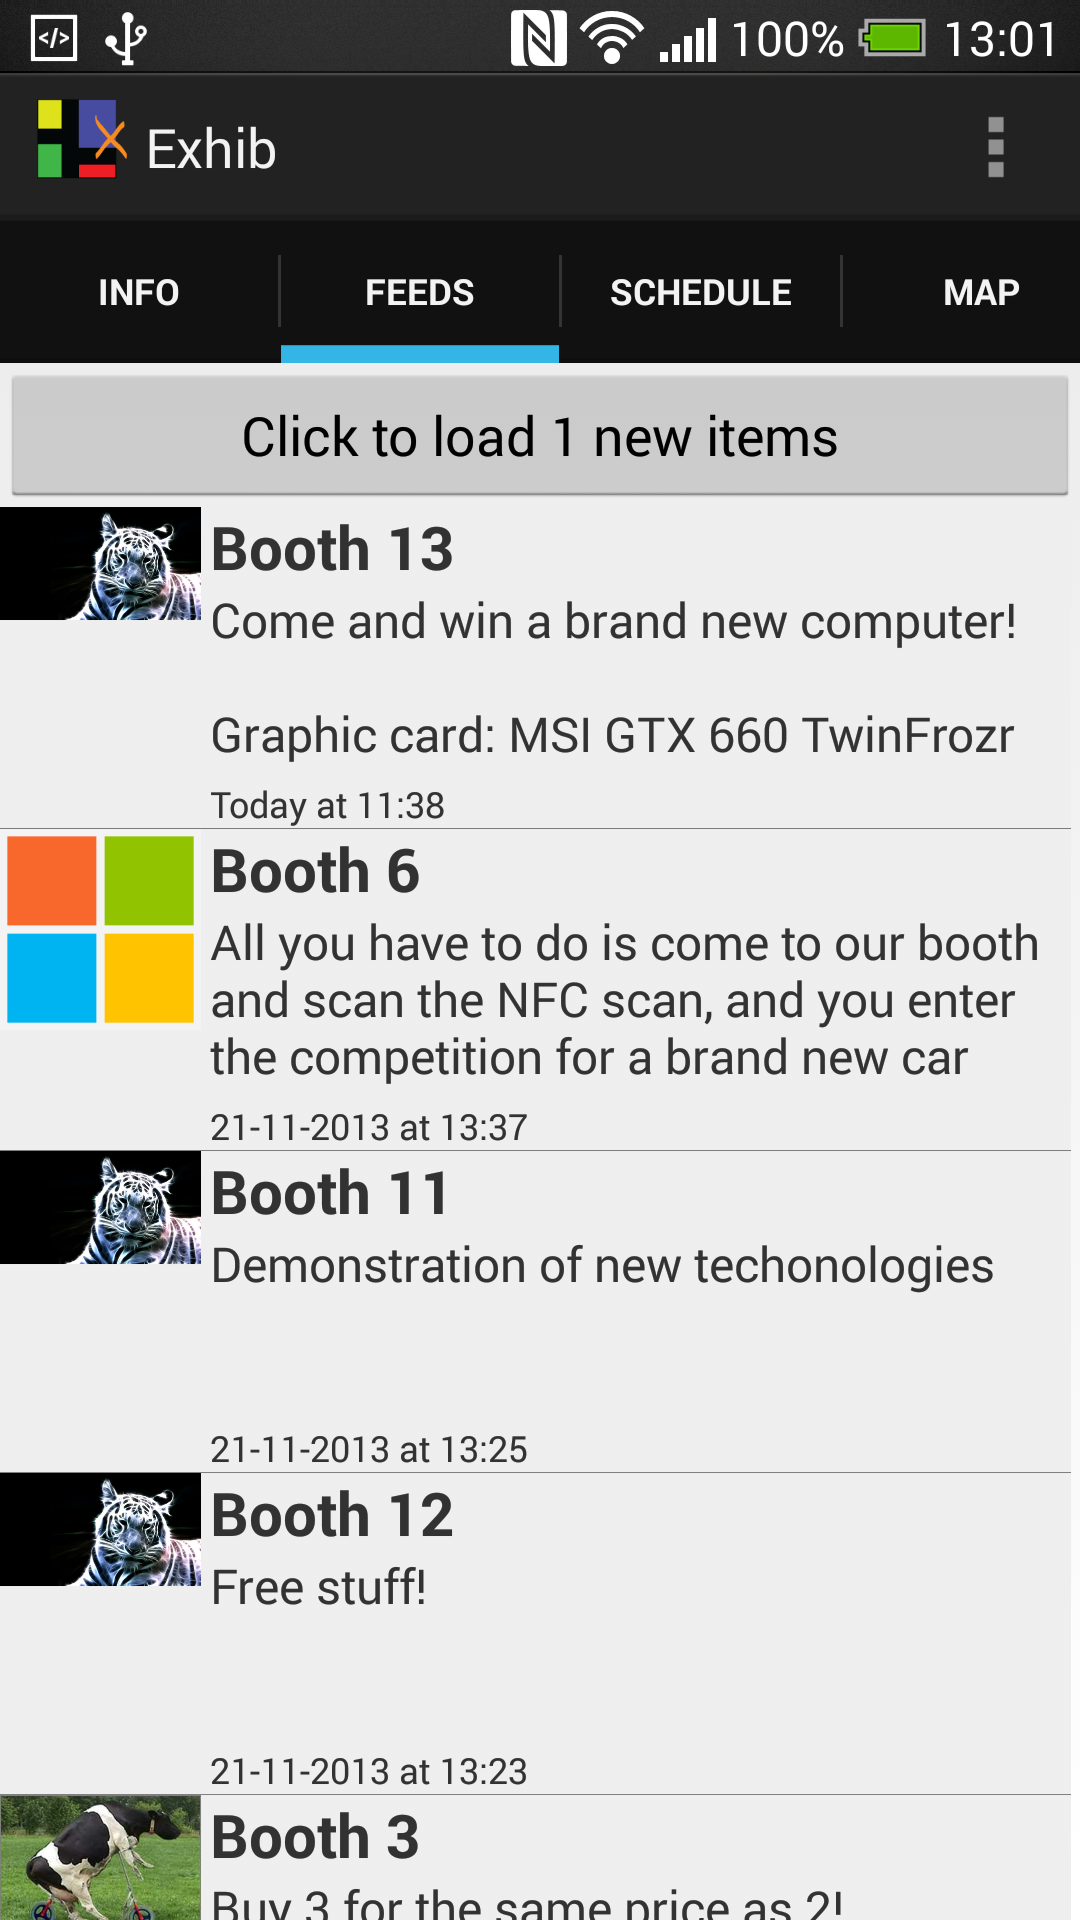 100% 13:01
Exhib
INFO FEEDS SCHEDULE MAP
Click to load 1 new items
Booth 13
Come and win a brand new computer!
Graphic card: MSI GTX 660 TwinFrozr
Today at 11:38
Booth 6
All you have to do is come to our booth
and scan the NFC scan, and you enter
the competition for a brand new car
21-11-2013 at 13:37
Booth 11
Demonstration of new techonologies
21-11-2013 at 13:25
Booth 12
Free stuff!
21-11-2013 at 13:23
Booth 3
Buy 3 for the same price as 2!